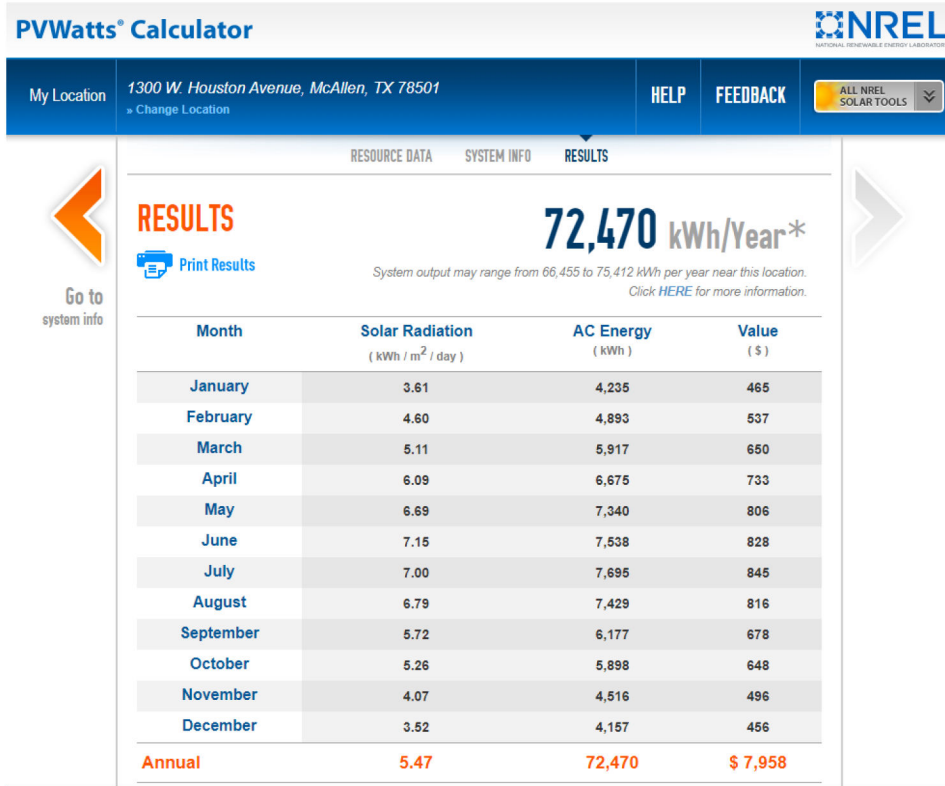 PVWatts® Calculator
NREL
NATIONAL RENEWABLE ENERGY LABORATORY
My Location
1300 W. Houston Avenue, McAllen, TX 78501
» Change Location
HELP
FEEDBACK
ALL NREL
SOLAR TOOLS
RESOURCE DATA SYSTEM INFO RESULTS
Go to
system info
RESULTS
Print Results
72,470 kWh/Year*
System output may range from 66,455 to 75,412 kWh per year near this location.
Click HERE for more information.
Month Solar Radiation AC Energy Value
( kWh / m2 / day ) ( kWh ) ( $ )
January 3.61 4,235 465
February 4.60 4,893 537
March 5.11 5,917 650
April 6.09 6,675 733
May 6.69 7,340 806
June 7.15 7,538 828
July 7.00 7,695 845
August 6.79 7,429 816
September 5.72 6,177 678
October 5.26 5,898 648
November 4.07 4,516 496
December 3.52 4,157 456
Annual 5.47 72,470 $ 7,958